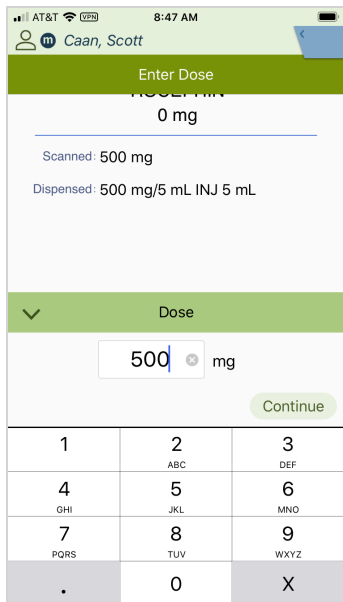 AT&T VPN 8:47 AM
m Caan, Scott
Enter Dose
0 mg
Scanned: 500 mg
Dispensed: 500 mg/5 mL INJ 5 mL
Dose
500 mg
Continue
1 2 3
ABC DEF
4 5 6
GHI JKL MNO
7 8 9
PQRS TUV WXYZ
. 0 X